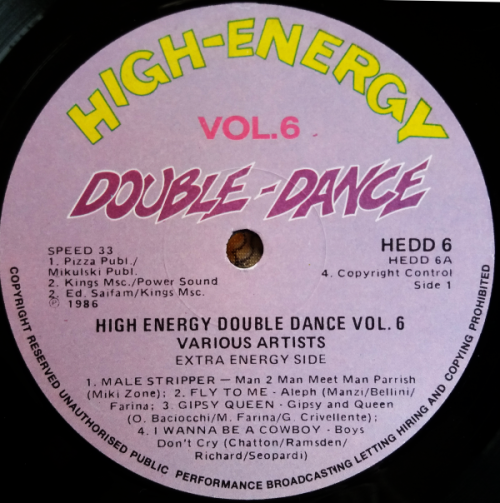 HIGH-ENERGY
VOL.6
DOUBLE-DANCE
SPEED 33
1. Pizza Publ./
Mikulski Publ.
2. Kings Msc./Power Sound
2. Ed. Saifam/Kings Msc.
℗ 1986
HEDD 6
HEDD 6A
4. Copyright Control
Side 1
HIGH ENERGY DOUBLE DANCE VOL. 6
VARIOUS ARTISTS
EXTRA ENERGY SIDE
1. MALE STRIPPER — Man 2 Man Meet Man Parrish
(Miki Zone); 2. FLY TO ME - Aleph (Manzi/Bellini/
Farina; 3. GIPSY QUEEN - Gipsy and Queen
(O. Baciocchi/M. Farina/G. Crivellente);
4. I WANNA BE A COWBOY - Boys
Don't Cry (Chatton/Ramsden/
Richard/Seopardi)
COPYRIGHT RESERVED UNAUTHORISED PUBLIC PERFORMANCE BROADCASTING LETTING HIRING AND COPYING PROHIBITED